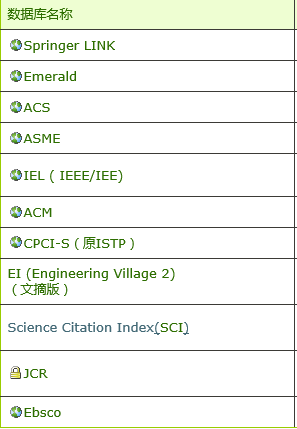 数据库名称
Springer LINK
Emerald
ACS
ASME
IEL ( IEEE/IEE)
ACM
CPCI-S（原ISTP）
EI (Engineering Village 2)
（文摘版）
Science Citation Index(SCI)
JCR
Ebsco